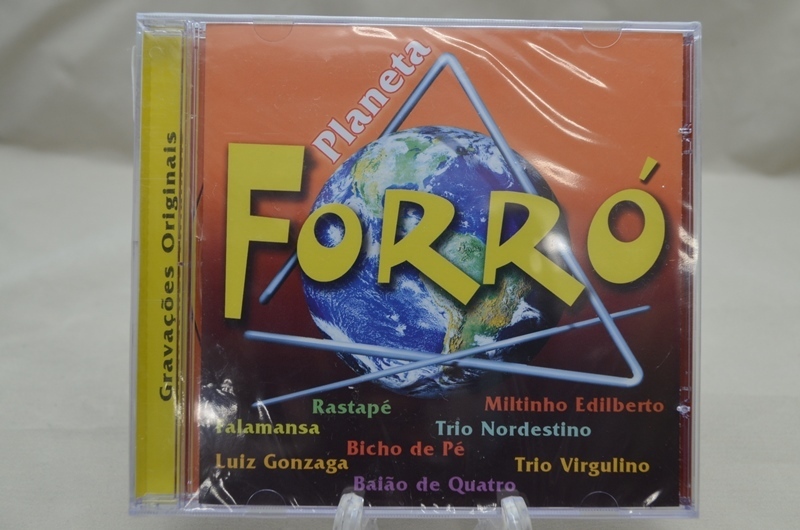 Gravações Originais
Planeta
FORRÓ
Rastapé
Miltinho Edilberto
Falamansa
Trio Nordestino
Bicho de Pé
Luiz Gonzaga
Trio Virgulino
Baião de Quatro